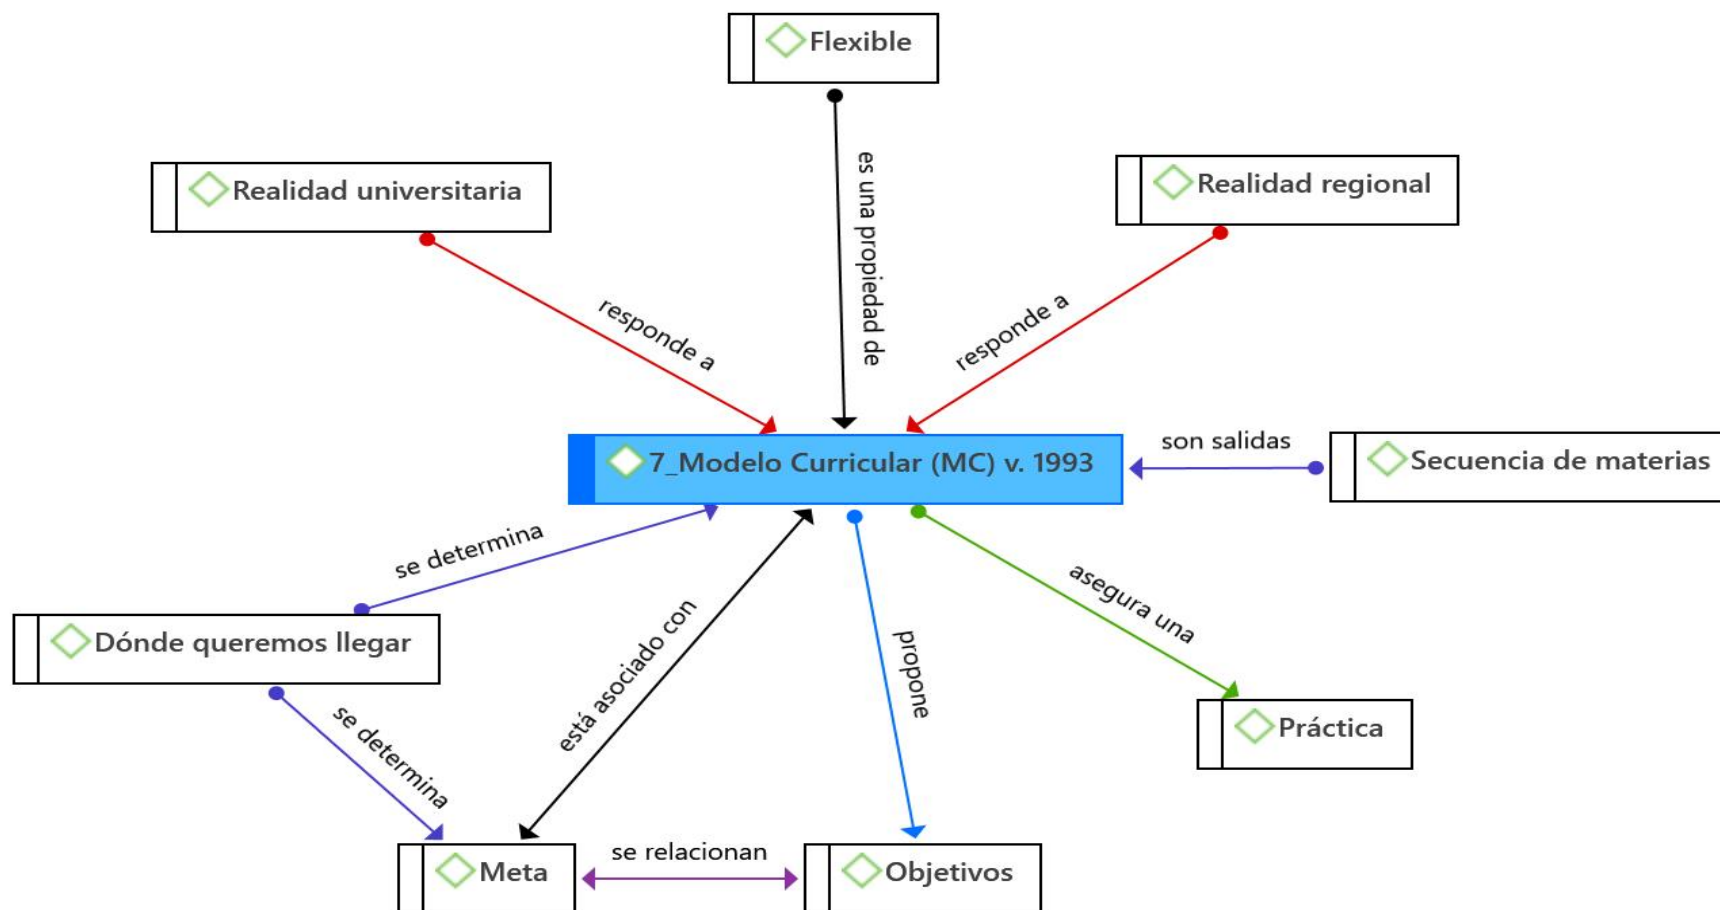 Flexible
Realidad universitaria
Realidad regional
es una propiedad de
responde a
responde a
7_Modelo Curricular (MC) v. 1993
son salidas
Secuencia de materias
se determina
Dónde queremos llegar
está asociado con
propone
asegura una
se determina
Práctica
Meta
se relacionan
Objetivos